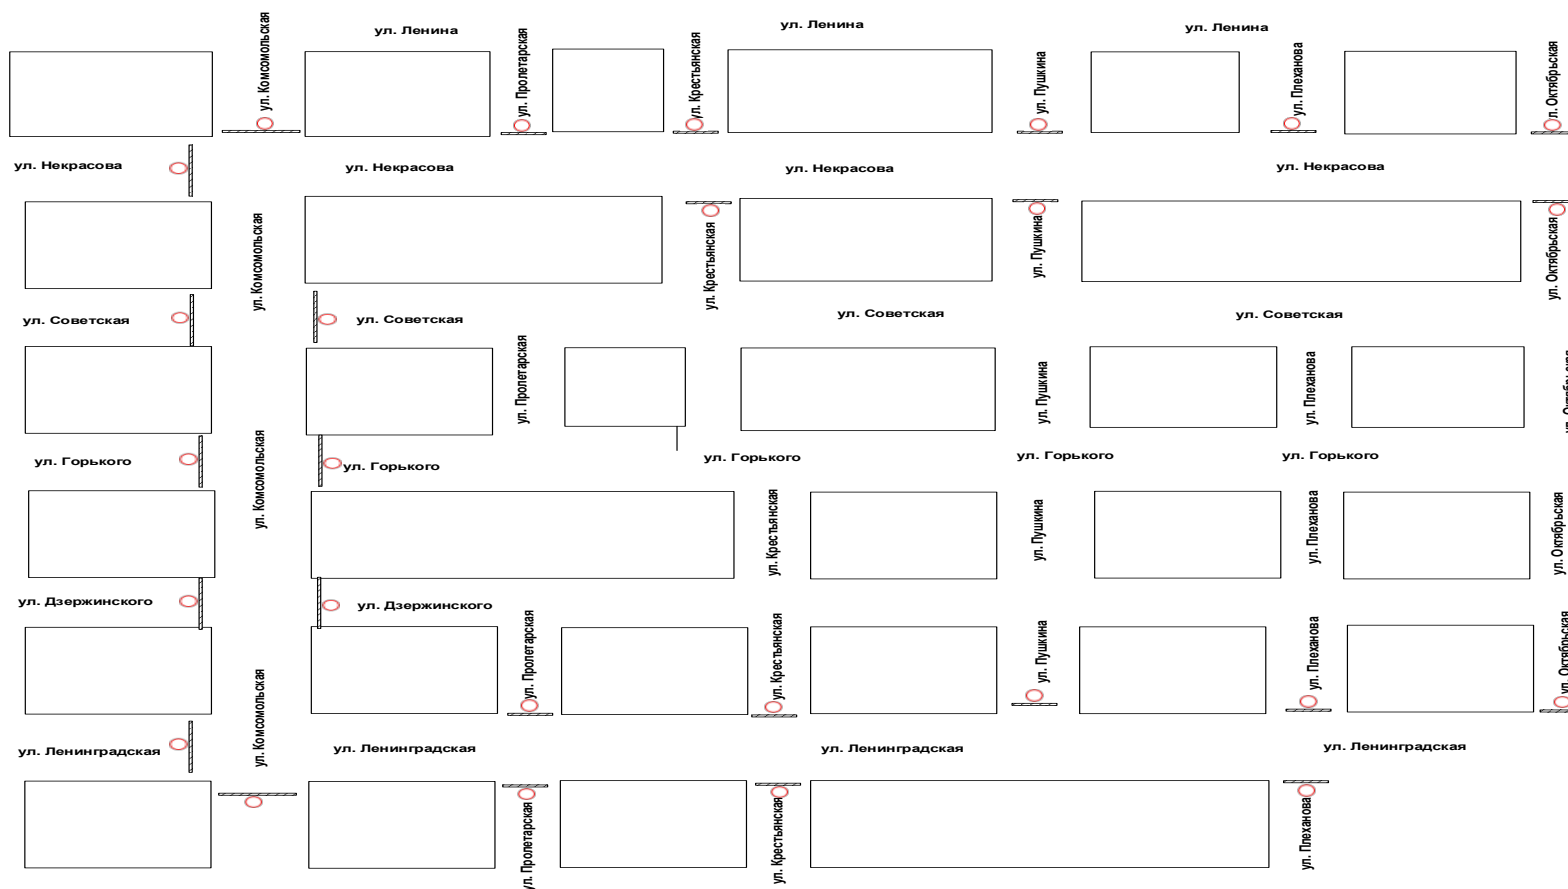 ул. Ленина
ул. Ленина
ул. Ленина
ул. Комсомольская
ул. Пролетарская
ул. Крестьянская
ул. Пушкина
ул. Плеханова
л. Октябрьская
ул. Некрасова
ул. Некрасова
ул. Некрасова
ул. Некрасова
ул. Комсомольская
ул. Крестьянская
ул. Пушкина
ул. Октябрьская
ул. Советская
ул. Советская
ул. Советская
ул. Советская
ул. Пролетарская
ул. Пушкина
ул. Плеханова
ул. Горького
ул. Горького
ул. Горького
ул. Горького
ул. Горького
ул. Комсомольская
ул. Крестьянская
ул. Пушкина
ул. Плеханова
ул. Октябрьская
ул. Дзержинского
ул. Дзержинского
ул. Пролетарская
ул. Крестьянская
ул. Пушкина
ул. Плеханова
ул. Октябрьская
ул. Комсомольская
ул. Ленинградская
ул. Ленинградская
ул. Ленинградская
ул. Ленинградская
ул. Пролетарская
ул. Крестьянская
ул. Плеханова